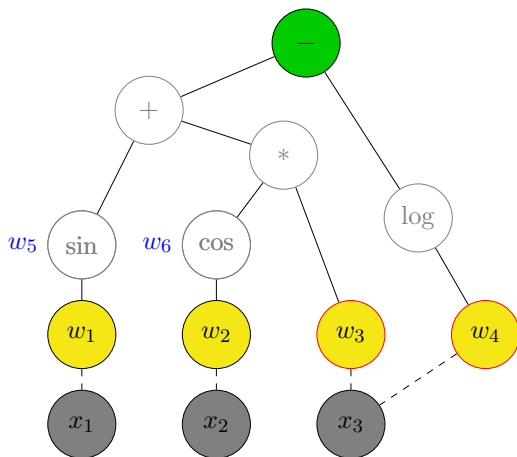 −
+
*
log
w₅ sin w₆ cos
w₁ w₂ w₃ w₄
x₁ x₂ x₃